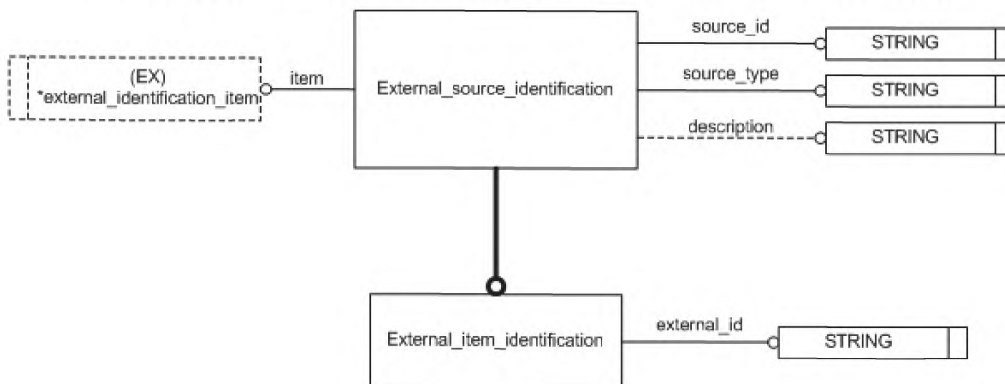 source_id
STRING
(EX)
*external_identification_item
item
External_source_identification
source_type
STRING
description
STRING
External_item_identification
external_id
STRING